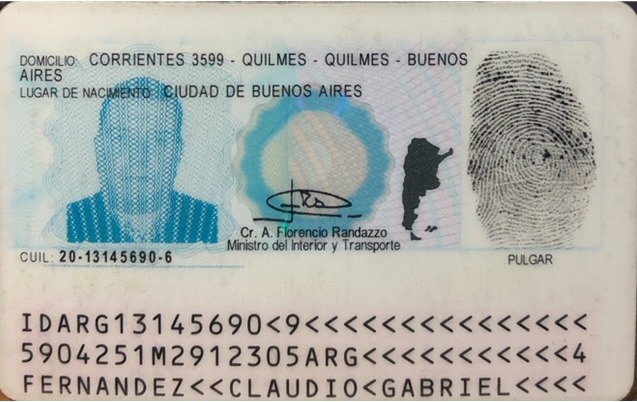 DOMICILIO: CORRIENTES 3599 - QUILMES - QUILMES - BUENOS
AIRES
LUGAR DE NACIMIENTO CIUDAD DE BUENOS AIRES
Cr. A. Florencio Randazzo
Ministro del Interior y Transporte
CUIL: 20-13145690-6
PULGAR
IDARG13145690<9<<<<<<<<<<<<<<<
5904251M2912305ARG<<<<<<<<<<<4
FERNANDEZ<<CLAUDIO<GABRIEL<<<<